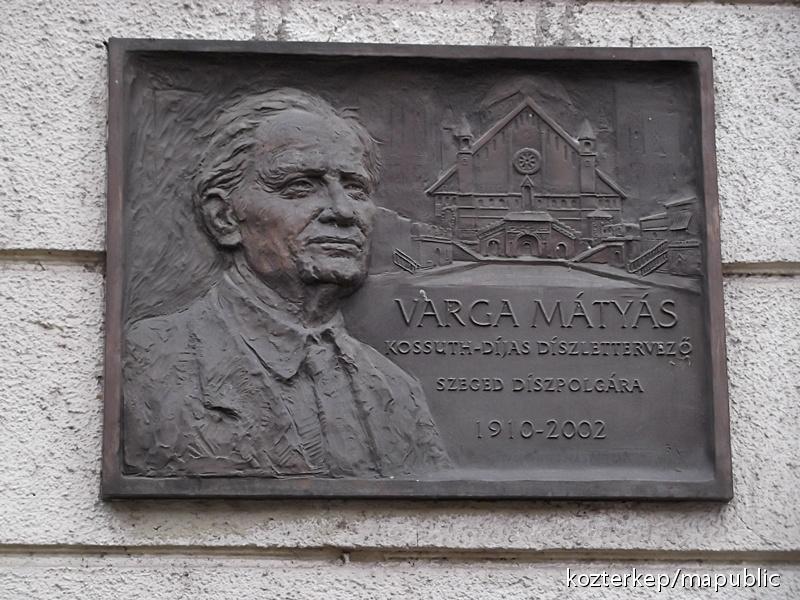 VARGA MÁTYÁS
KOSSUTH-DÍJAS DÍSZLETTERVEZŐ
SZEGED DÍSZPOLGÁRA
1910-2002
kozterkep/mapublic